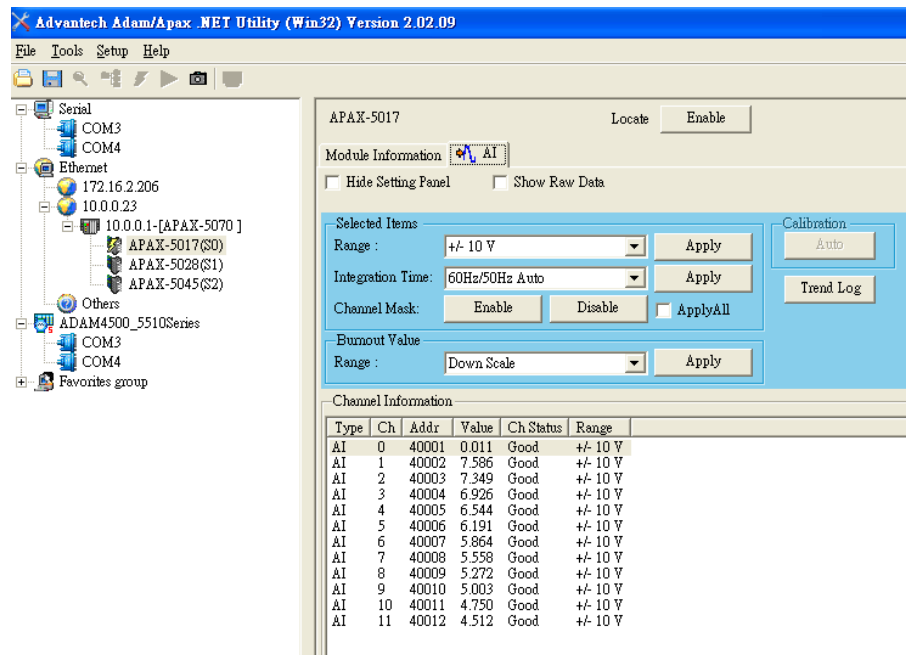 Advantech Adam/Apax .NET Utility (Win32) Version 2.02.09
File Tools Setup Help
Serial
COM3
COM4
Ethernet
172.16.2.206
10.0.0.23
10.0.0.1-[APAX-5070 ]
APAX-5017(S0)
APAX-5028(S1)
APAX-5045(S2)
Others
ADAM4500_5510Series
COM3
COM4
Favorites group
APAX-5017 Locate Enable
Module Information AI
Hide Setting Panel Show Raw Data
Selected Items Calibration
Range : +/- 10 V Apply Auto
Integration Time: 60Hz/50Hz Auto Apply Trend Log
Channel Mask: Enable Disable ApplyAll
Burnout Value
Range : Down Scale Apply
Channel Information
Type Ch Addr Value Ch Status Range
AI 0 40001 0.011 Good +/- 10 V
AI 1 40002 7.586 Good +/- 10 V
AI 2 40003 7.349 Good +/- 10 V
AI 3 40004 6.926 Good +/- 10 V
AI 4 40005 6.544 Good +/- 10 V
AI 5 40006 6.191 Good +/- 10 V
AI 6 40007 5.864 Good +/- 10 V
AI 7 40008 5.558 Good +/- 10 V
AI 8 40009 5.272 Good +/- 10 V
AI 9 40010 5.003 Good +/- 10 V
AI 10 40011 4.750 Good +/- 10 V
AI 11 40012 4.512 Good +/- 10 V